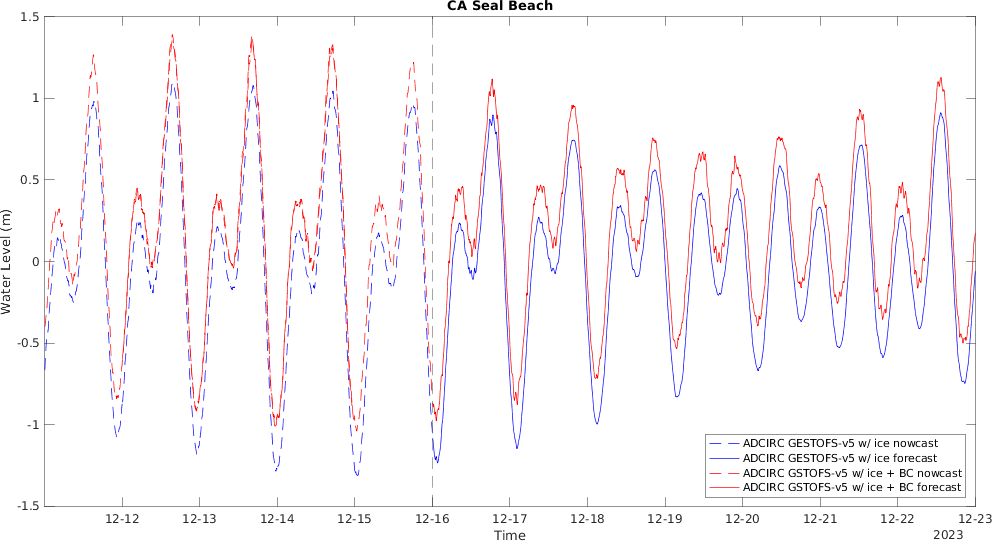 CA Seal Beach
1.5
1
0.5
0
-0.5
-1
-1.5
Water Level (m)
12-12
12-13
12-14
12-15
12-16
12-17
12-18
12-19
12-20
12-21
12-22
12-23
Time
2023
ADCIRC GESTOFS-v5 w/ ice nowcast
ADCIRC GESTOFS-v5 w/ ice forecast
ADCIRC GSTOFS-v5 w/ ice + BC nowcast
ADCIRC GSTOFS-v5 w/ ice + BC forecast